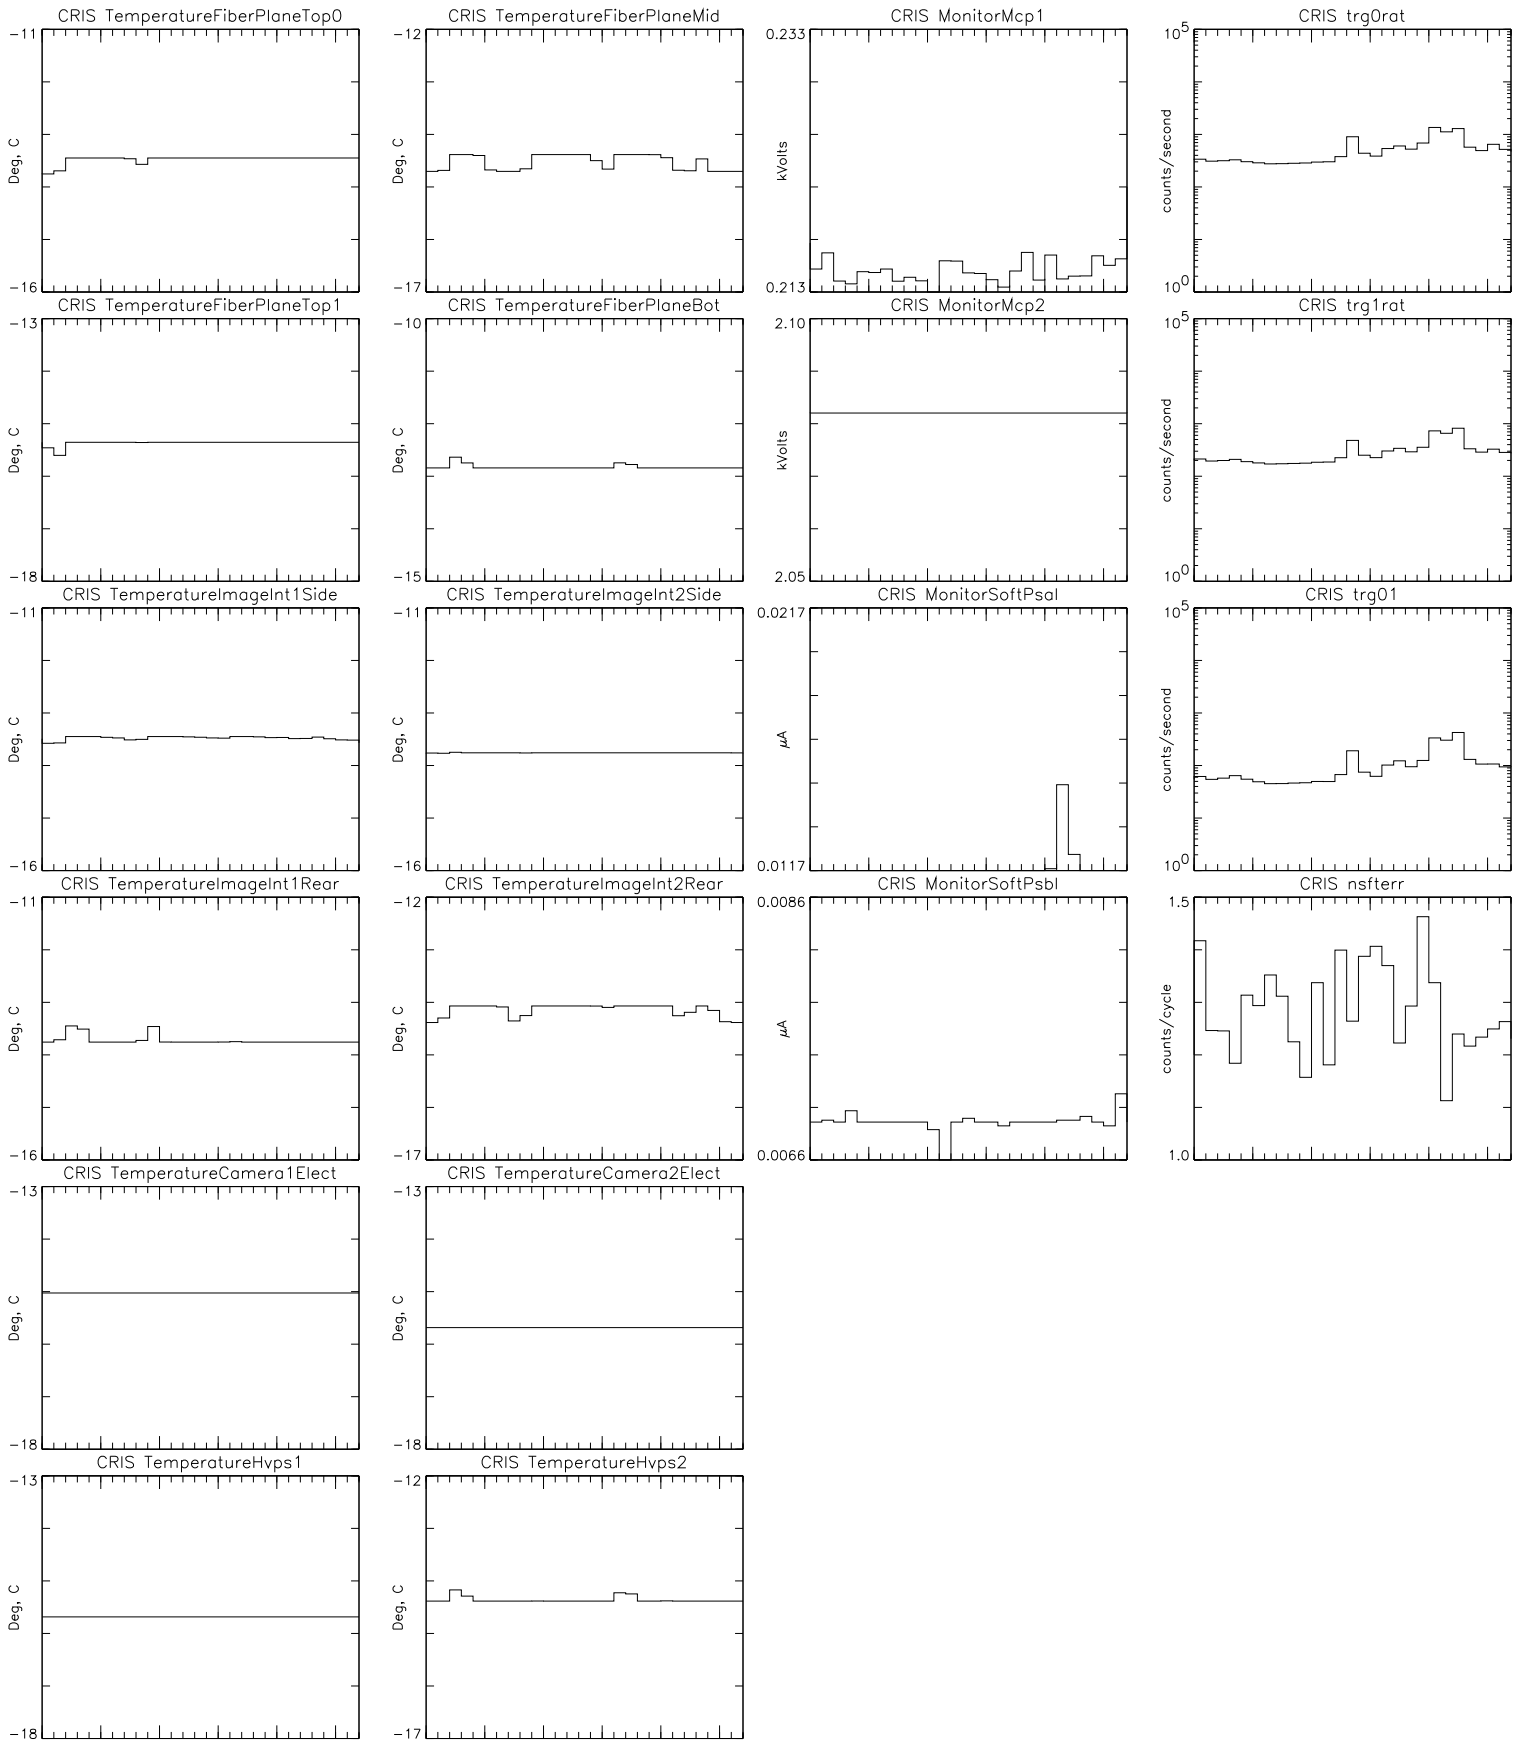 CRIS TemperatureFiberPlaneTop0
-11
Deg, C
-16
CRIS TemperatureFiberPlaneMid
-12
Deg, C
-17
CRIS MonitorMcp1
0.233
kVolts
0.213
CRIS trg0rat
10^5
counts/second
10^0
CRIS TemperatureFiberPlaneTop1
-13
Deg, C
-18
CRIS TemperatureFiberPlaneBot
-10
Deg, C
-15
CRIS MonitorMcp2
2.10
kVolts
2.05
CRIS trg1rat
10^5
counts/second
10^0
CRIS TemperatureImageInt1Side
-11
Deg, C
-16
CRIS TemperatureImageInt2Side
-11
Deg, C
-16
CRIS MonitorSoftPsaI
0.0217
μA
0.0117
CRIS trg01
10^5
counts/second
10^0
CRIS TemperatureImageInt1Rear
-11
Deg, C
-16
CRIS TemperatureImageInt2Rear
-12
Deg, C
-17
CRIS MonitorSoftPsbI
0.0086
μA
0.0066
CRIS nsfterr
1.5
counts/cycle
1.0
CRIS TemperatureCamera1Elect
-13
Deg, C
-18
CRIS TemperatureCamera2Elect
-13
Deg, C
-18
CRIS TemperatureHvps1
-13
Deg, C
-18
CRIS TemperatureHvps2
-12
Deg, C
-17